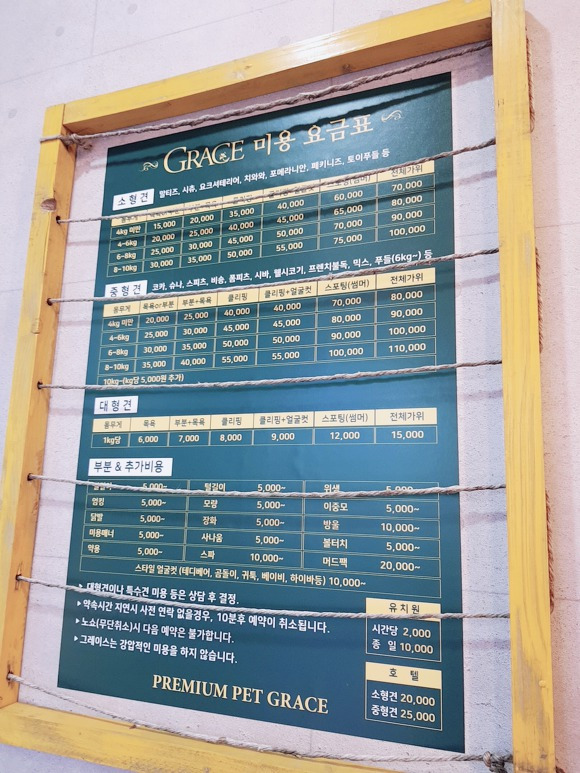 GRACE 미용 요금표
소형견 말티즈, 시츄, 요크셔테리어, 치와와, 포메라니안, 페키니즈, 토이푸들 등
몸무게 전체가위
4kg 미만 15,000 20,000 35,000 40,000 60,000 70,000
4~6kg 20,000 25,000 40,000 45,000 65,000 80,000
6~8kg 25,000 30,000 45,000 50,000 70,000 90,000
8~10kg 30,000 35,000 50,000 55,000 75,000 100,000
중형견 코카, 슈나, 스피츠, 비숑, 폼피츠, 시바, 웰시코기, 프렌치불독, 믹스, 푸들(6kg~) 등
몸무게 목욕or부분 부분+목욕 클리핑 클리핑+얼굴컷 스포팅(썸머) 전체가위
4kg 미만 20,000 25,000 40,000 40,000 70,000 80,000
4~6kg 25,000 30,000 45,000 45,000 80,000 90,000
6~8kg 30,000 35,000 50,000 50,000 90,000 100,000
8~10kg 35,000 40,000 55,000 55,000 100,000 110,000
10kg~(kg당 5,000원 추가)
대형견
몸무게 목욕 부분+목욕 클리핑 클리핑+얼굴컷 스포팅(썸머) 전체가위
1kg당 6,000 7,000 8,000 9,000 12,000 15,000
부분 & 추가비용
5,000~ 털길이 5,000~ 위생 5,000~
엉킹 5,000~ 모량 5,000~ 이중모 5,000~
닭발 5,000~ 장화 5,000~ 방울 10,000~
미용매너 5,000~ 사나움 5,000~ 볼터치 5,000~
약용 5,000~ 스파 10,000~ 머드팩 20,000~
스타일 얼굴컷 (테디베어, 곰돌이, 귀툭, 베이비, 하이바등) 10,000~
▸ 대형견이나 특수견 미용 등은 상담 후 결정.
▸ 약속시간 지연시 사전 연락 없을경우, 10분후 예약이 취소됩니다.
▸ 노쇼(무단취소)시 다음 예약은 불가합니다.
▸ 그레이스는 강압적인 미용을 하지 않습니다.
유치원
시간당 2,000
종 일 10,000
호 텔
소형견 20,000
중형견 25,000
PREMIUM PET GRACE